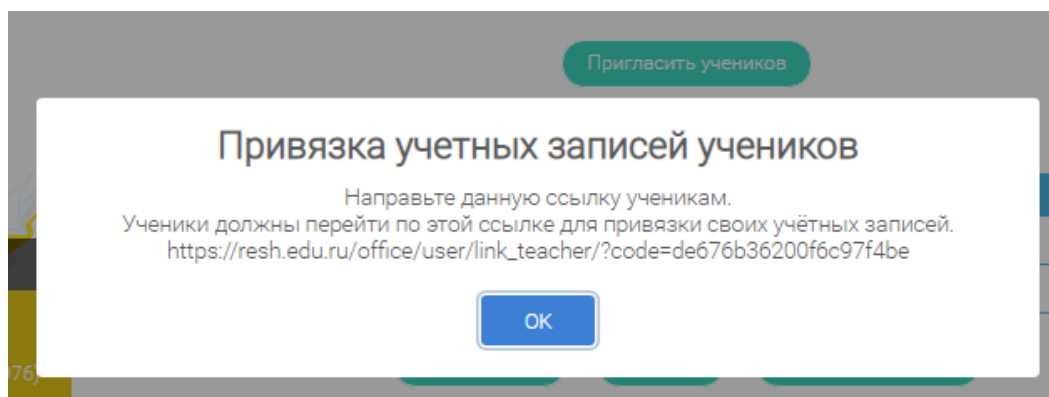 Пригласить учеников
Привязка учетных записей учеников
Направьте данную ссылку ученикам.
Ученики должны перейти по этой ссылке для привязки своих учётных записей.
https://resh.edu.ru/office/user/link_teacher/?code=de676b36200f6c97f4be
ОК